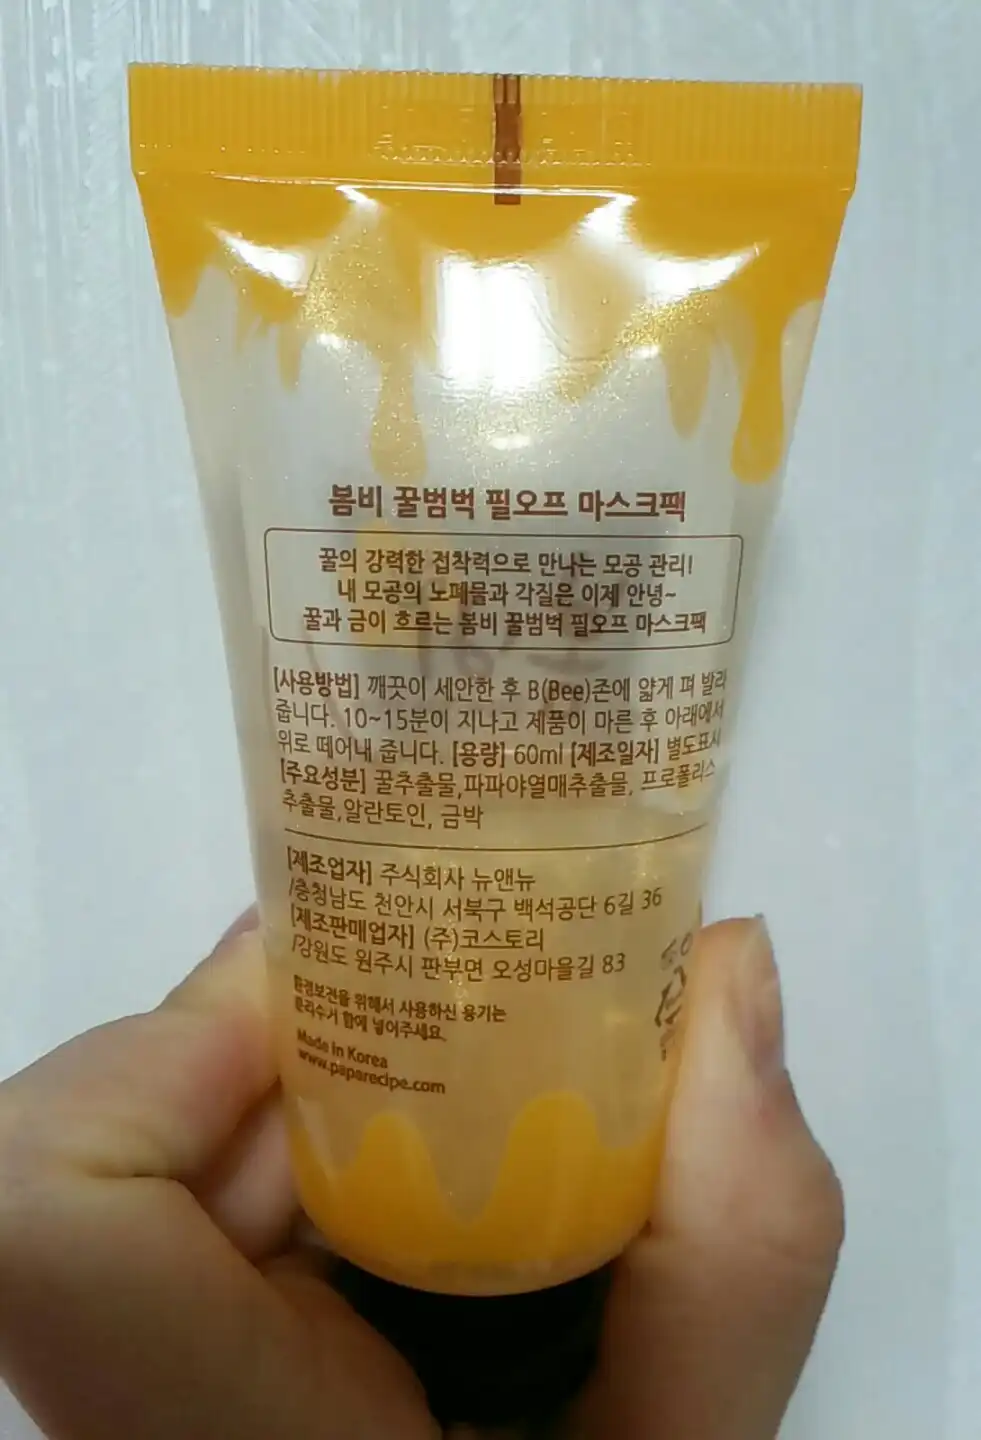 봄비 꿀범벅 필오프 마스크팩
꿀의 강력한 접착력으로 만나는 모공 관리!
내 모공의 노폐물과 각질은 이제 안녕~
꿀과 금이 흐르는 봄비 꿀범벅 필오프 마스크팩
[사용방법] 깨끗이 세안한 후 B(Bee)존에 얇게 펴 발라
줍니다. 10~15분이 지나고 제품이 마른 후 아래에서
위로 떼어내 줍니다. [용량] 60ml [제조일자] 별도표시
[주요성분] 꿀추출물,파파야열매추출물, 프로폴리스
추출물,알란토인, 금박
[제조업자] 주식회사 뉴앤뉴
/충청남도 천안시 서북구 백석공단 6길 36
[제조판매업자] (주)코스토리
/강원도 원주시 판부면 오성마을길 83
환경보건을 위해서 사용하신 용기는
분리수거 함에 넣어주세요.
Made in Korea
www.paparecipe.com